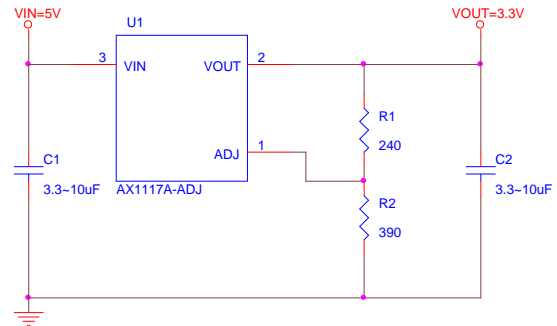 VIN=5V
VOUT=3.3V
U1
3
VIN
VOUT
2
R1
240
1
ADJ
C1
3.3~10uF
AX1117A-ADJ
C2
3.3~10uF
R2
390